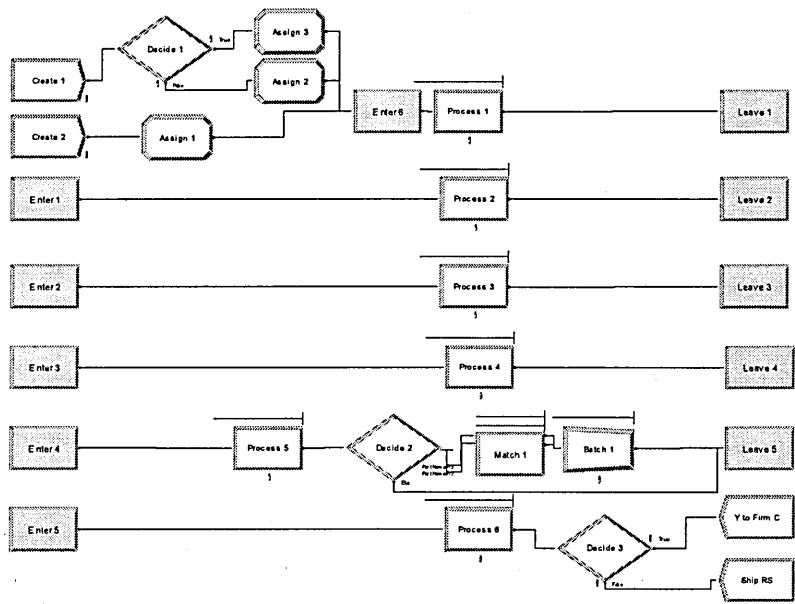 Create 1
Decide 1
True
False
Assign 3
Assign 2
Create 2
Assign 1
Enter 6
Process 1
Leave 1
Enter 1
Process 2
Leave 2
Enter 2
Process 3
Leave 3
Enter 3
Process 4
Leave 4
Enter 4
Process 5
Decide 2
Else
Match 1
Batch 1
Leave 5
Enter 5
Process 6
Decide 3
True
False
Y to Firm C
Ship RS